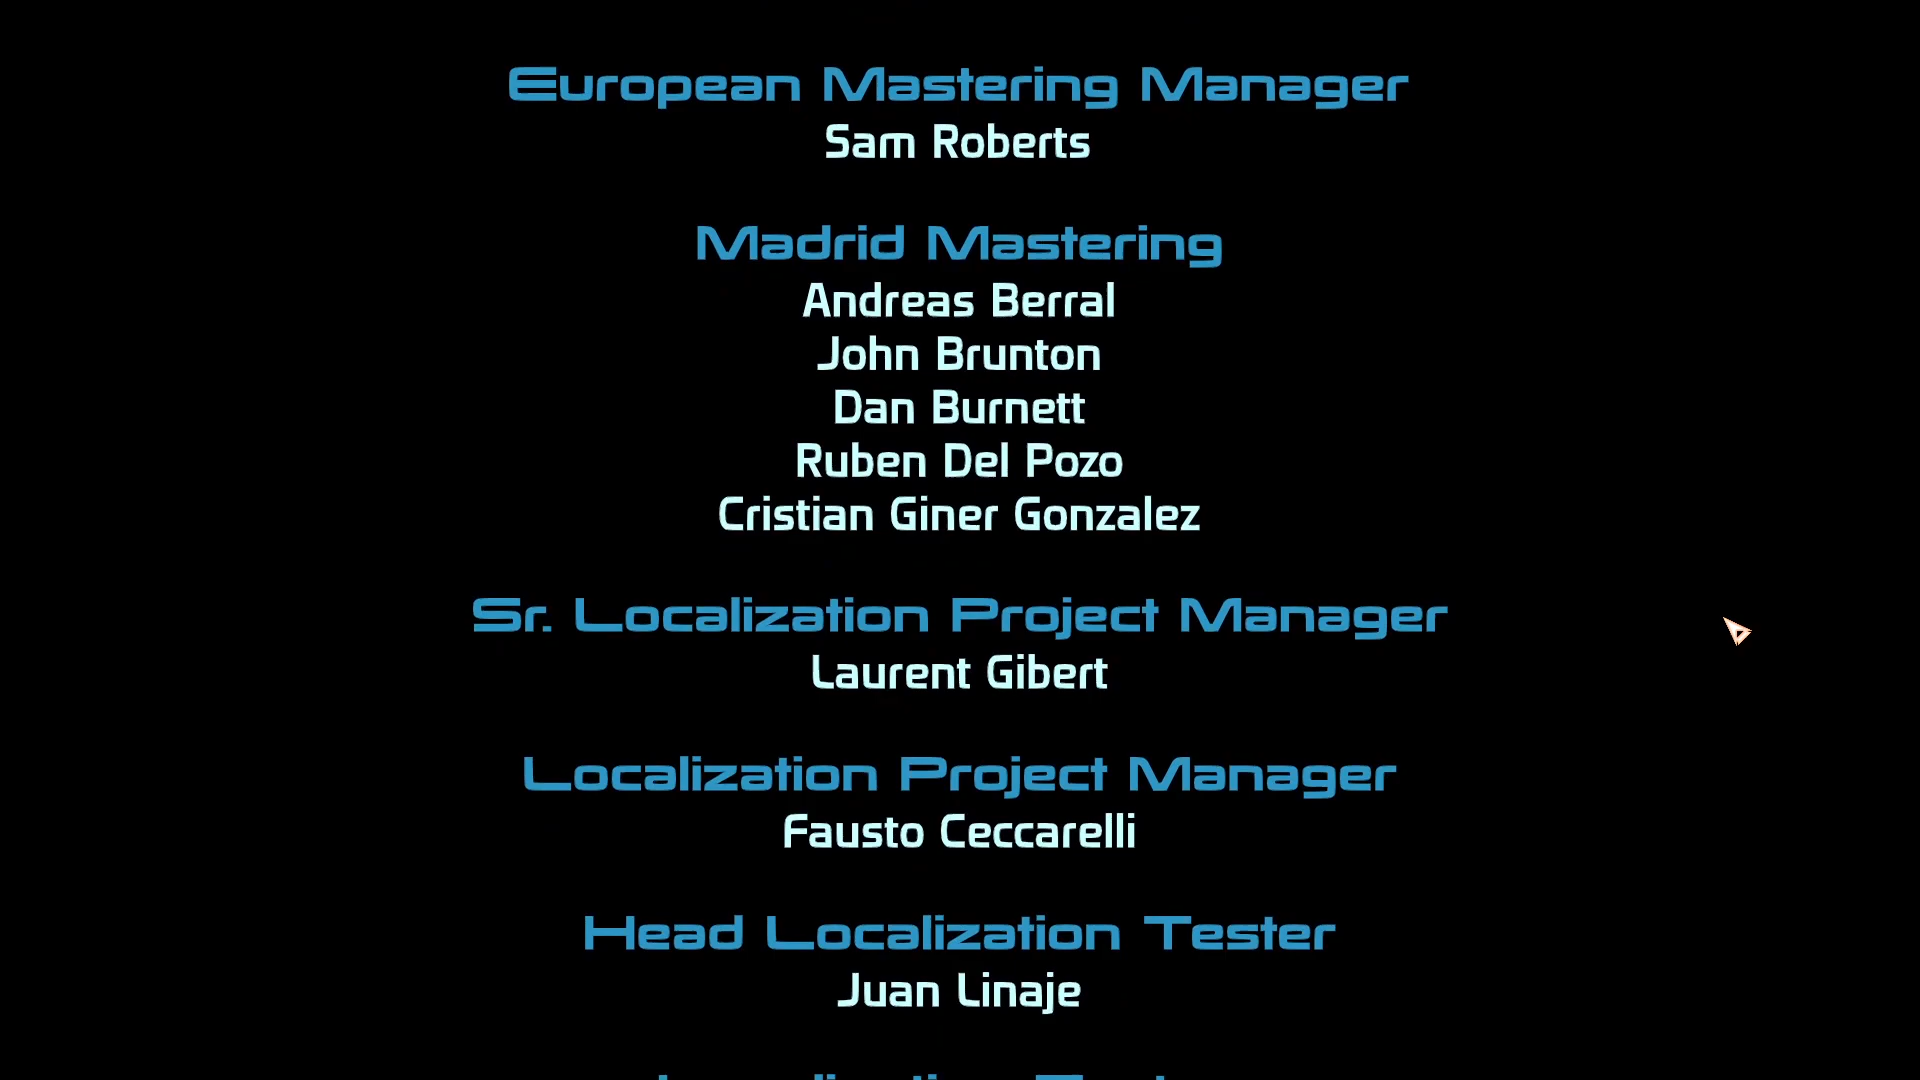 European Mastering Manager
Sam Roberts
Madrid Mastering
Andreas Berral
John Brunton
Dan Burnett
Ruben Del Pozo
Cristian Giner Gonzalez
Sr. Localization Project Manager
Laurent Gibert
Localization Project Manager
Fausto Ceccarelli
Head Localization Tester
Juan Linaje